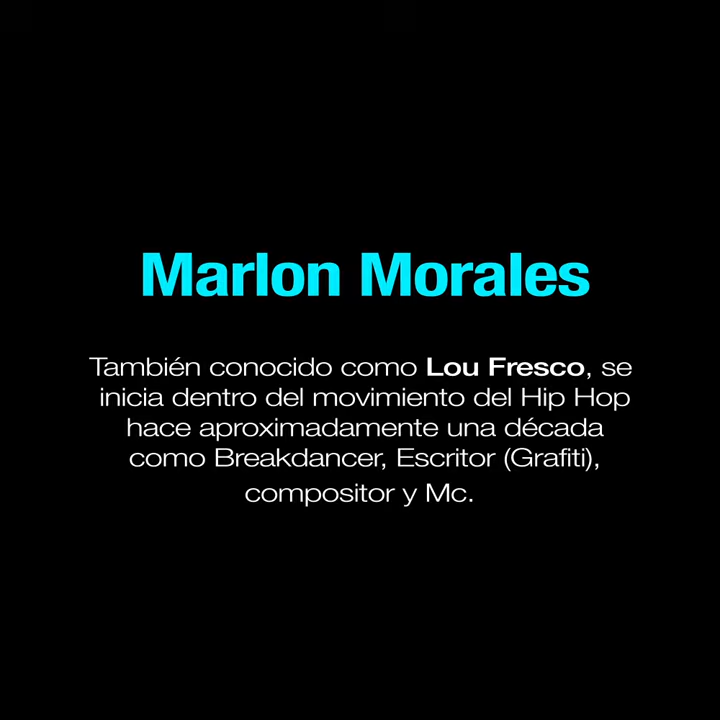 Marlon Morales
También conocido como Lou Fresco, se
inicia dentro del movimiento del Hip Hop
hace aproximadamente una década
como Breakdancer, Escritor (Grafiti),
compositor y Mc.